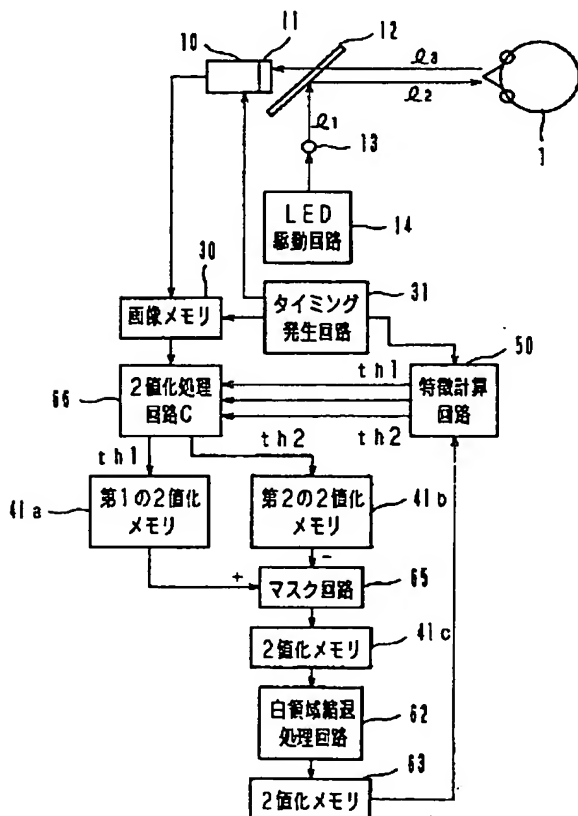 10
11
12
ℓ3
ℓ2
ℓ1
13
1
LED
駆動回路
14
30
31
画像メモリ
タイミング
発生回路
50
66
2値化処理
回路C
th1
th2
特徴計算
回路
th1
th2
41a
第1の2値化
メモリ
第2の2値化
メモリ
41b
+
-
マスク回路
65
2値化メモリ
41c
白領域縮退
処理回路
62
63
2値化メモリ